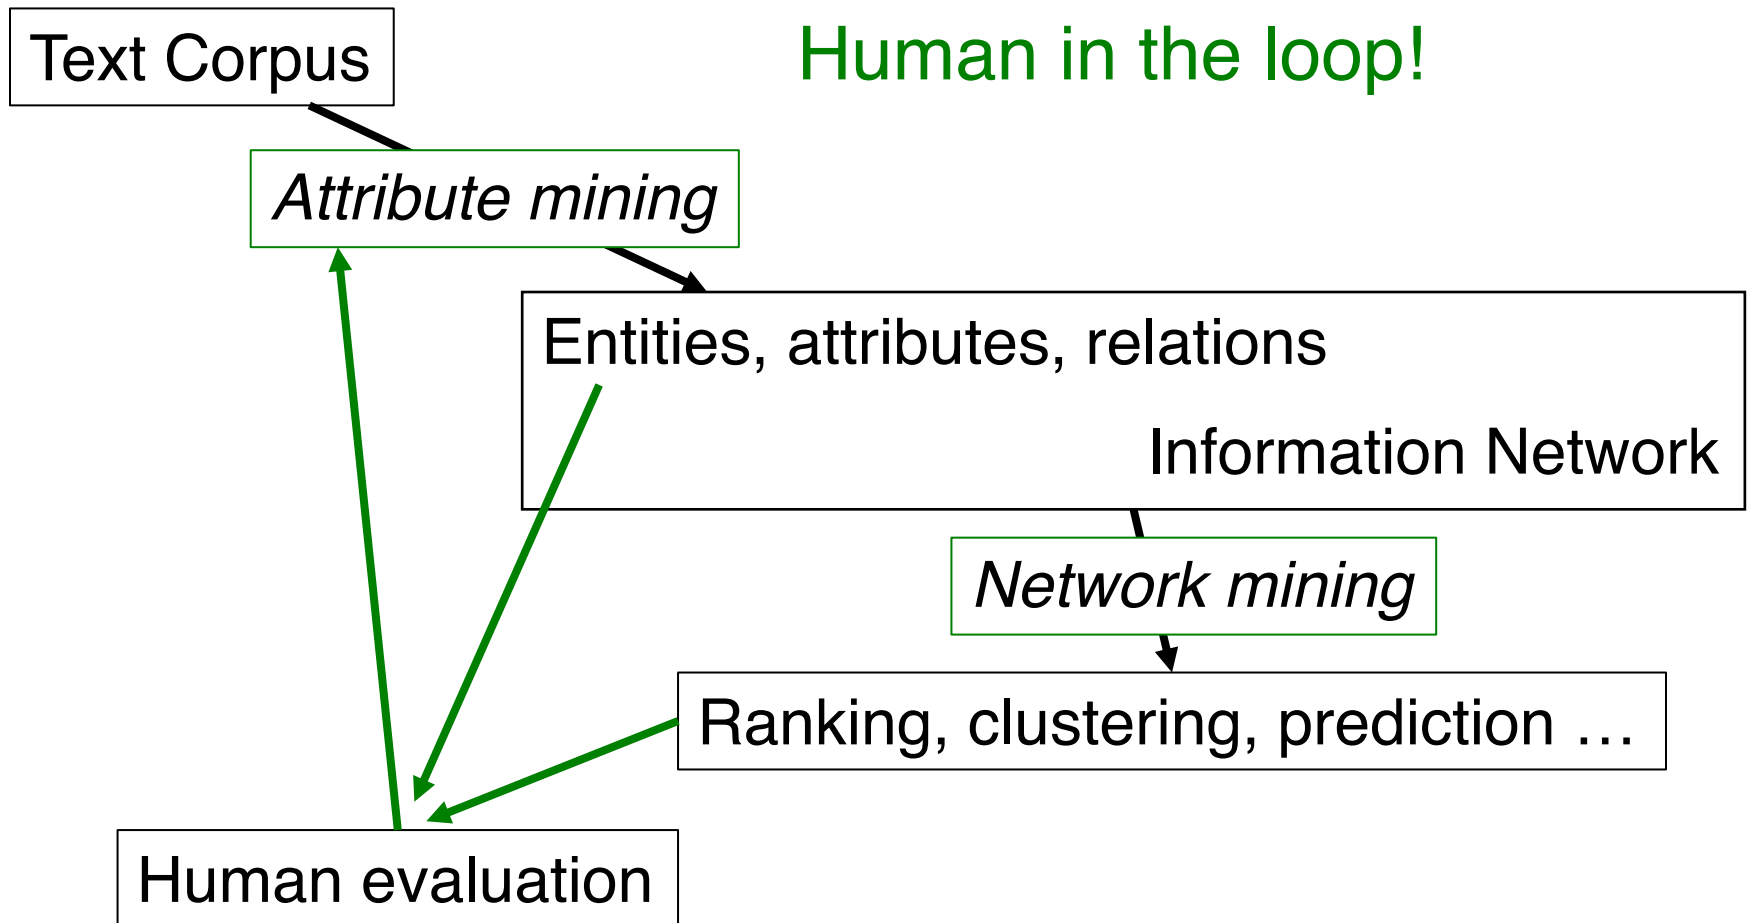 Text Corpus
Human in the loop!
Attribute mining
Entities, attributes, relations
Information Network
Network mining
Ranking, clustering, prediction …
Human evaluation